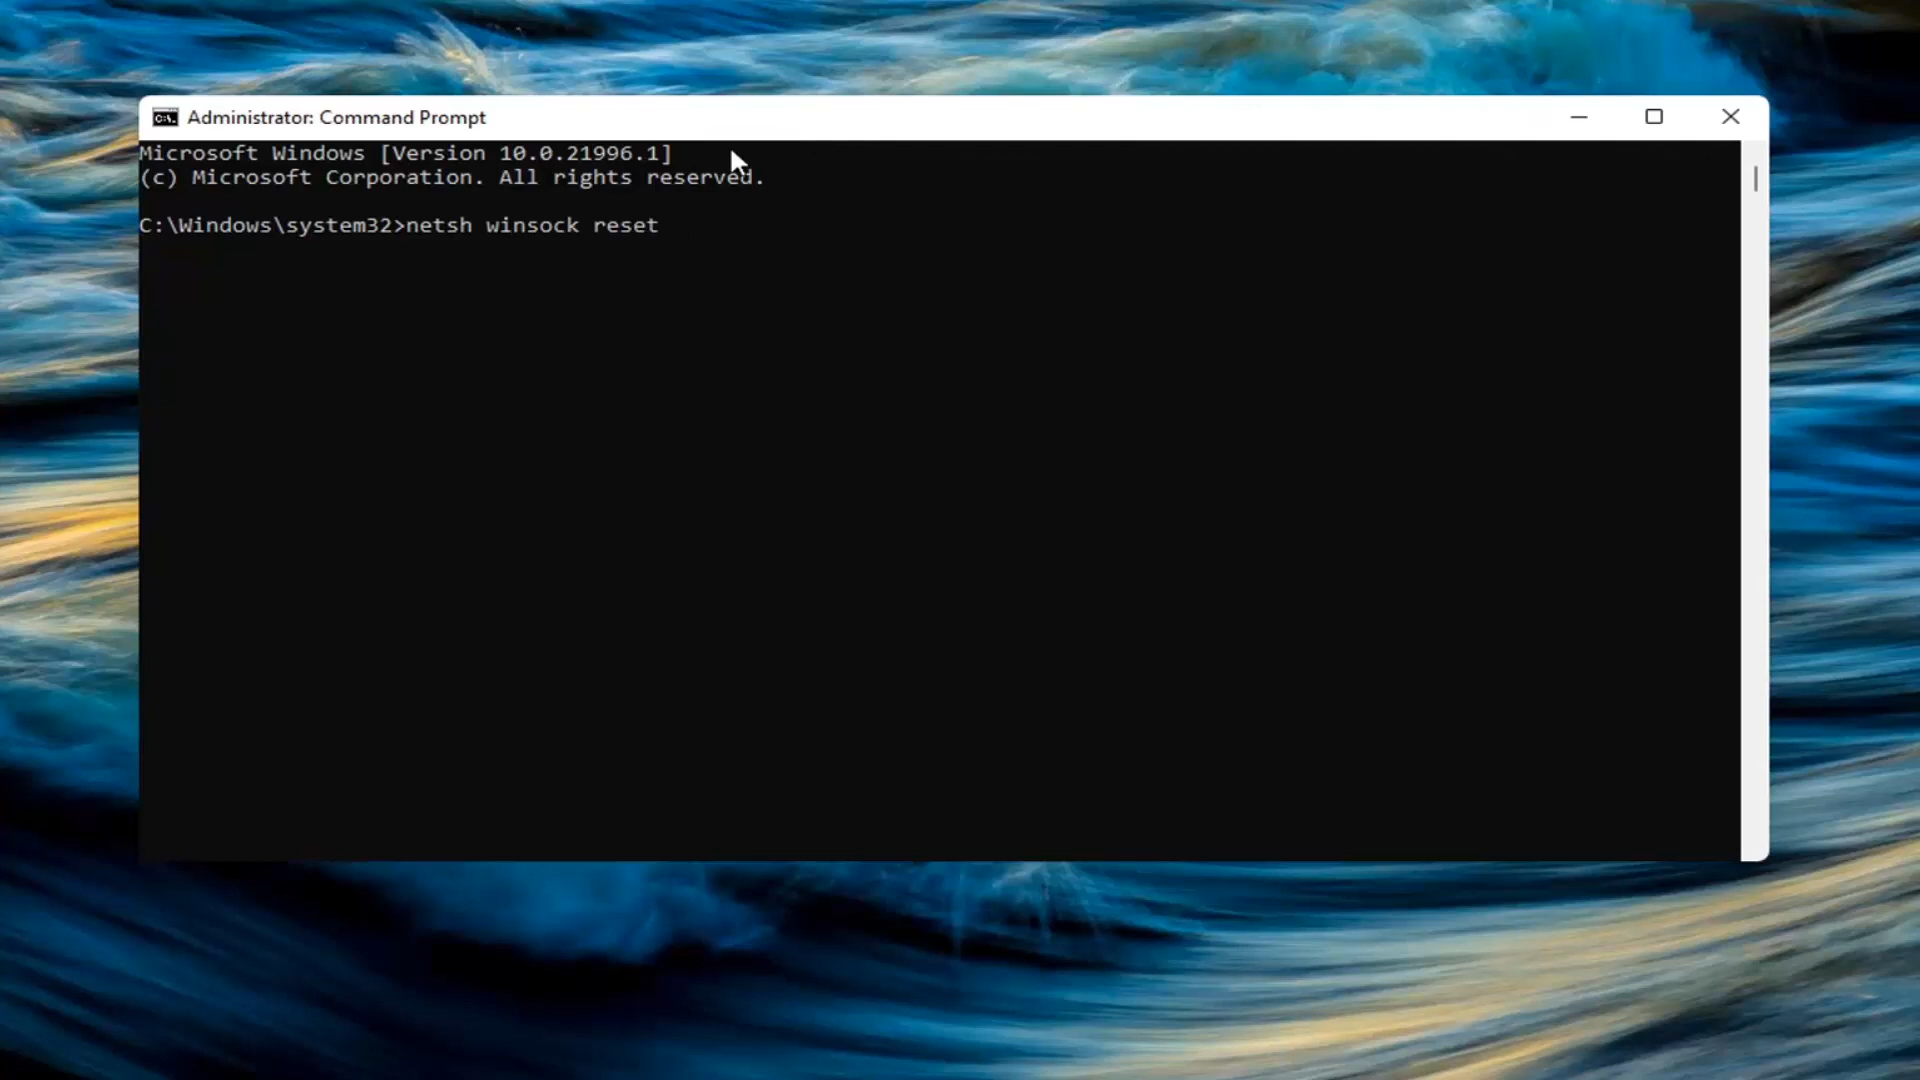 Administrator: Command Prompt
Microsoft Windows [Version 10.0.21996.1]
(c) Microsoft Corporation. All rights reserved.
C:\Windows\system32>netsh winsock reset